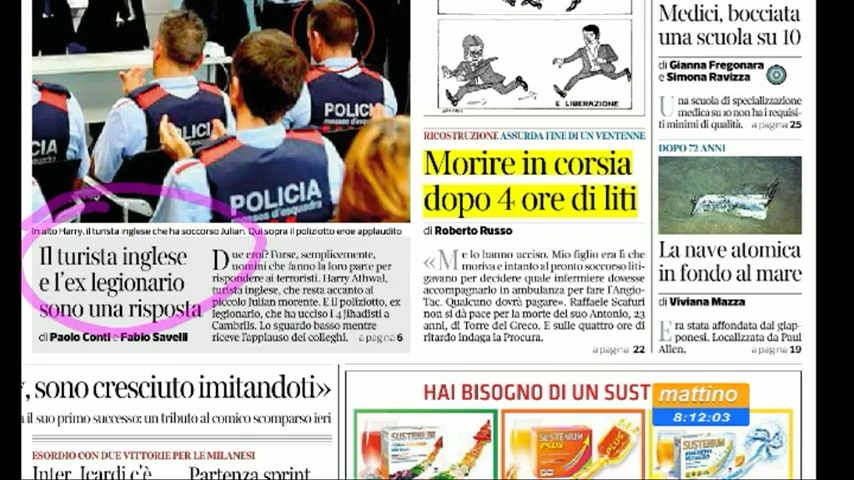 POLICIA
mossos d'esquadra
POLICIA
CIA
In alto Harry, il turista inglese che ha soccorso Julian. Qui sopra il poliziotto eroe applaudito
Il turista inglese
e l'ex legionario
sono una risposta
di Paolo Conti e Fabio Savelli
Due eroi? Forse, semplicemente,
uomini che fanno la loro parte per
rispondere ai terroristi. Harry Athwal,
turista inglese, che resta accanto al
piccolo Julian morente. E il poliziotto, ex
legionario, che ha ucciso i 4 jihadisti a
Cambrils. Lo sguardo basso mentre
riceve l'applauso dei colleghi. a pagina 6
E LIBERAZIONE
RICOSTRUZIONE ASSURDA FINE DI UN VENTENNE
Morire in corsia
dopo 4 ore di liti
di Roberto Russo
«Me lo hanno ucciso. Mio figlio era lì che
moriva e intanto al pronto soccorso liti-
gavano per decidere quale infermiere dovesse
accompagnarlo in ambulanza per fare l'Angio-
Tac. Qualcuno dovrà pagare». Raffaele Scafuri
non si dà pace per la morte del suo Antonio, 23
anni, di Torre del Greco. E sulle quattro ore di
ritardo indaga la Procura.
a pagina 22
Medici, bocciata
una scuola su 10
di Gianna Fregonara
e Simona Ravizza
Una scuola di specializzazione
medica su 10 non ha i requisi-
ti minimi di qualità. a pagina 25
DOPO 72 ANNI
La nave atomica
in fondo al mare
di Viviana Mazza
Era stata affondata dai giap-
ponesi. Localizzata da Paul
Allen. a pagina 19
, sono cresciuto imitandoti»
a il suo primo successo: un tributo al comico scomparso ieri
ESORDIO CON DUE VITTORIE PER LE MILANESI
Inter, Icardi c'è
Partenza sprint
HAI BISOGNO DI UN SUST
SUSTENIUM
SUSTENIUM
PLUS
SUSTENIUM
mattino
8:12:03